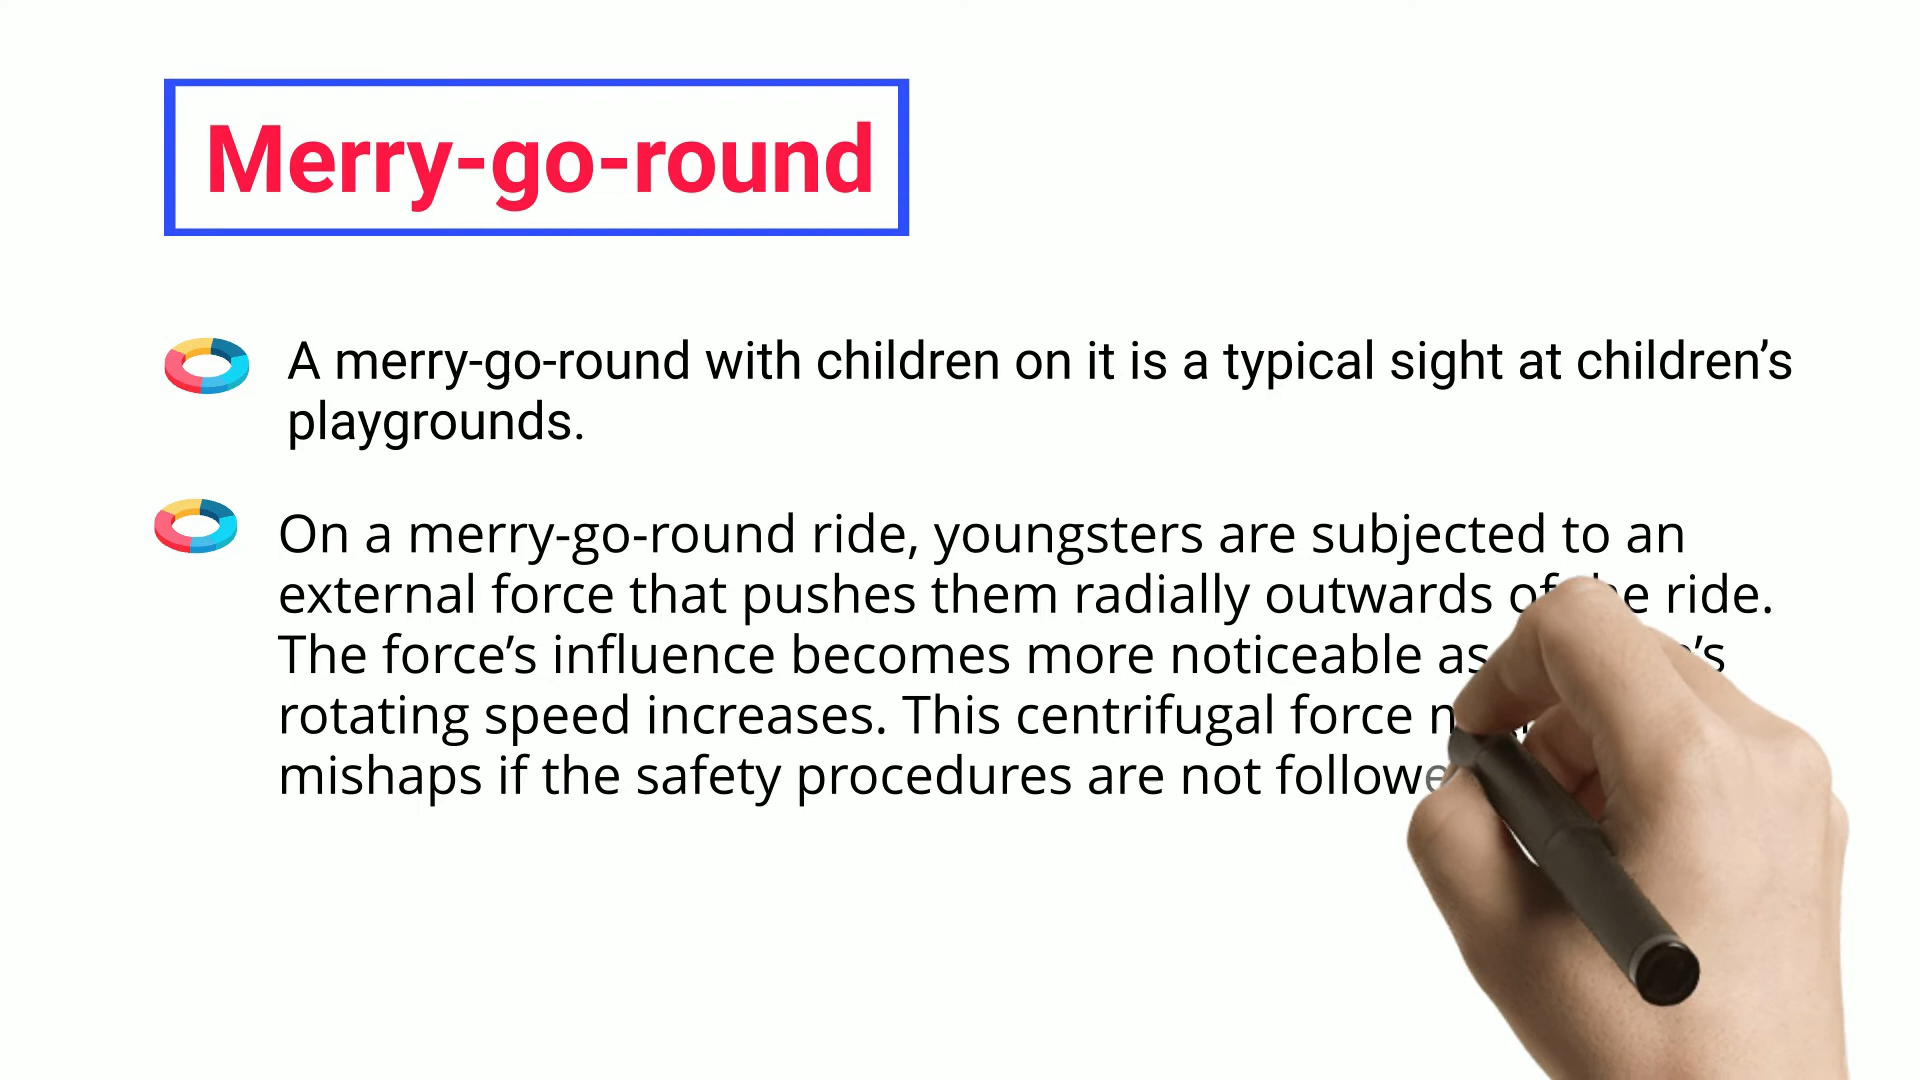 Merry-go-round
A merry-go-round with children on it is a typical sight at children’s
playgrounds.
On a merry-go-round ride, youngsters are subjected to an
external force that pushes them radially outwards of the ride.
The force’s influence becomes more noticeable as
rotating speed increases. This centrifugal force
mishaps if the safety procedures are not